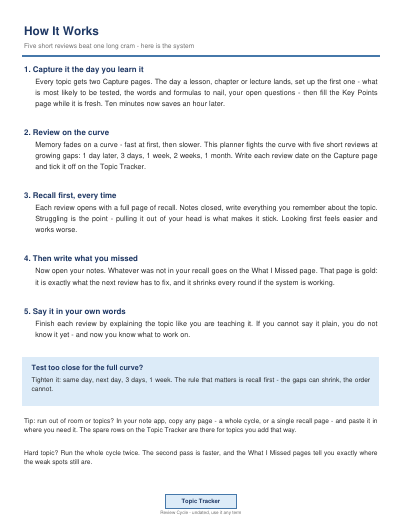 How It Works
Five short reviews beat one long cram - here is the system
1. Capture it the day you learn it
Every topic gets two Capture pages. The day a lesson, chapter or lecture lands, set up the first one - what
is most likely to be tested, the words and formulas to nail, your open questions - then fill the Key Points
page while it is fresh. Ten minutes now saves an hour later.
2. Review on the curve
Memory fades on a curve - fast at first, then slower. This planner fights the curve with five short reviews at
growing gaps: 1 day later, 3 days, 1 week, 2 weeks, 1 month. Write each review date on the Capture page
and tick it off on the Topic Tracker.
3. Recall first, every time
Each review opens with a full page of recall. Notes closed, write everything you remember about the topic.
Struggling is the point - pulling it out of your head is what makes it stick. Looking first feels easier and
works worse.
4. Then write what you missed
Now open your notes. Whatever was not in your recall goes on the What I Missed page. That page is gold:
it is exactly what the next review has to fix, and it shrinks every round if the system is working.
5. Say it in your own words
Finish each review by explaining the topic like you are teaching it. If you cannot say it plain, you do not
know it yet - and now you know what to work on.
Test too close for the full curve?
Tighten it: same day, next day, 3 days, 1 week. The rule that matters is recall first - the gaps can shrink, the order
cannot.
Tip: run out of room or topics? In your note app, copy any page - a whole cycle, or a single recall page - and paste it in
where you need it. The spare rows on the Topic Tracker are there for topics you add that way.
Hard topic? Run the whole cycle twice. The second pass is faster, and the What I Missed pages tell you exactly where
the weak spots still are.
Topic Tracker
Review Cycle - undated, use it any term